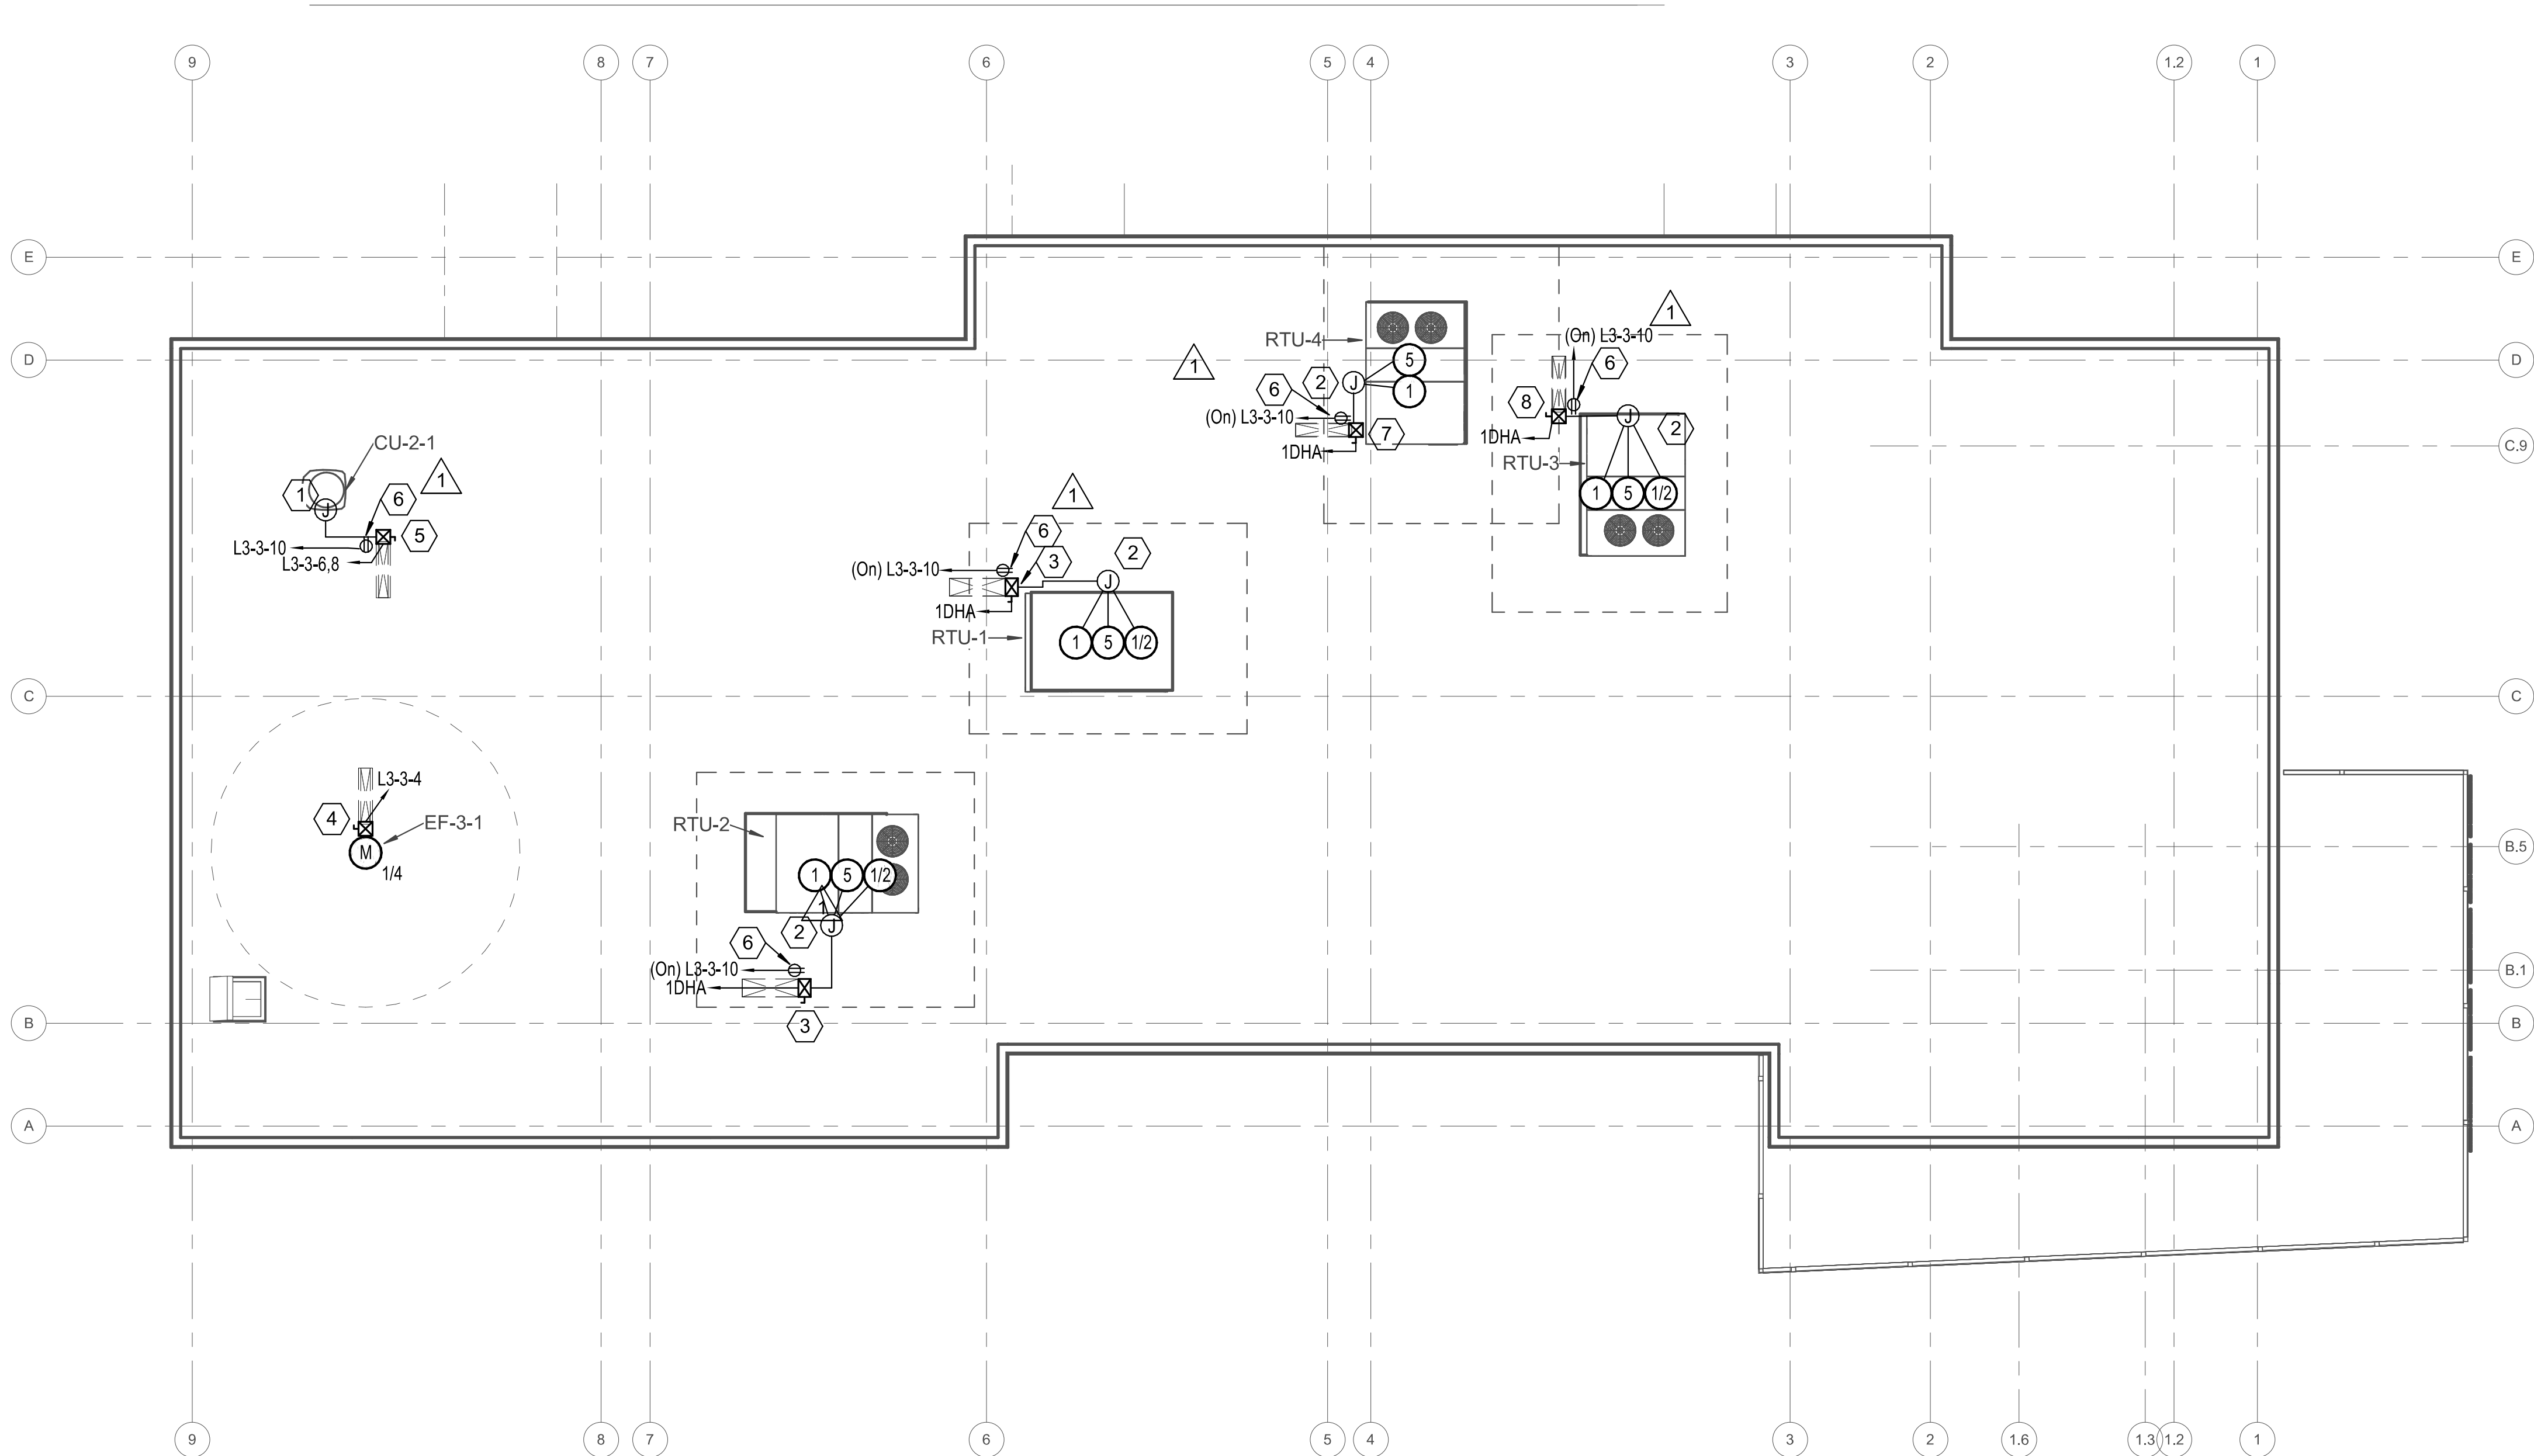 9 8 7 6 5 4 3 2 1.2 1
E E
D D
C.9
C C
B.5
B.1
B B
A A
RTU-4
5
1
J
2
6
(On) L3-3-10
7
1DHA
1
1
(On) L3-3-10
6
8
J
2
1DHA
RTU-3
1 5 1/2
CU-2-1
1
1
6
J
5
L3-3-10
L3-3-6,8
1
6
3
2
(On) L3-3-10
J
1DHA
RTU-1
1 5 1/2
L3-3-4
4
EF-3-1
M
1/4
RTU-2
1 5 1/2
1
2
J
6
(On) L3-3-10
1DHA
3
9 8 7 6 5 4 3 2 1.6 1.3 1.2 1